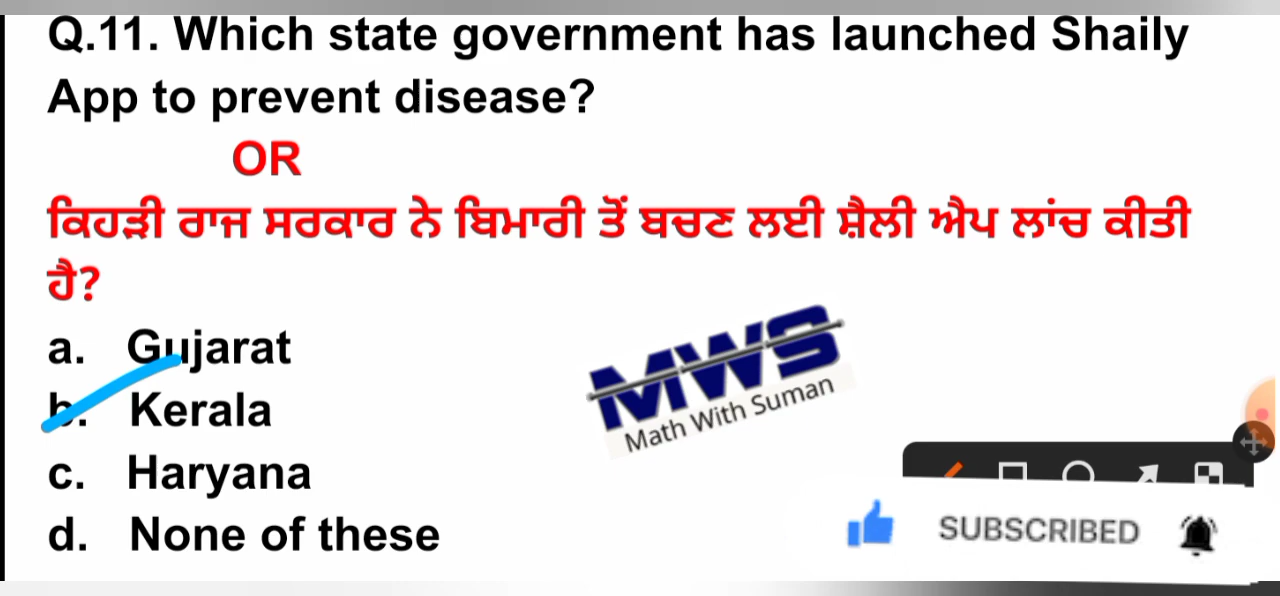 Q.11. Which state government has launched Shaily
App to prevent disease?
OR
ਕਿਹੜੀ ਰਾਜ ਸਰਕਾਰ ਨੇ ਬਿਮਾਰੀ ਤੋਂ ਬਚਣ ਲਈ ਸ਼ੈਲੀ ਐਪ ਲਾਂਚ ਕੀਤੀ
ਹੈ?
a. Gujarat
b. Kerala
c. Haryana
d. None of these
MWS
Math With Suman
SUBSCRIBED